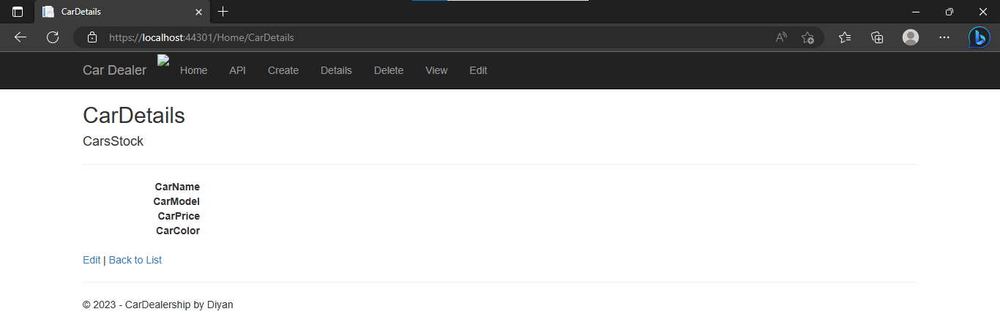 CarDetails
https://localhost:44301/Home/CarDetails
Car Dealer Home API Create Details Delete View Edit
CarDetails
CarsStock
CarName
CarModel
CarPrice
CarColor
Edit | Back to List
© 2023 - CarDealership by Diyan